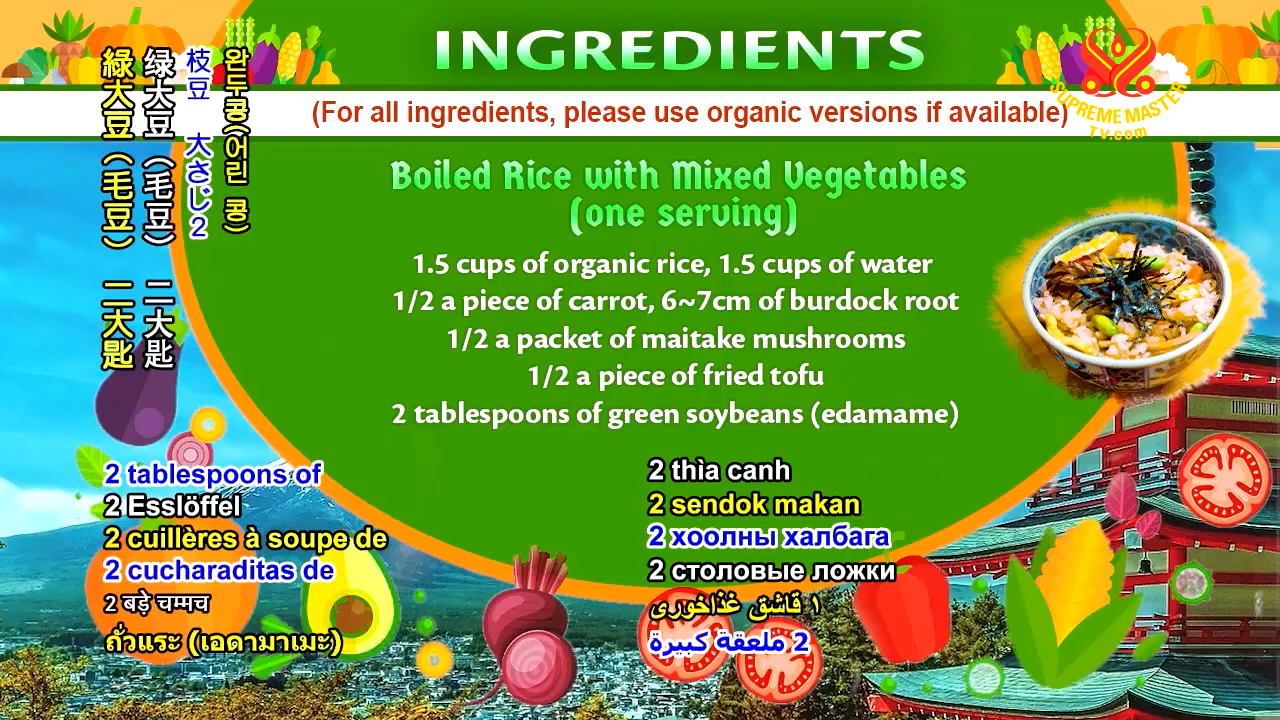 INGREDIENTS
SUPREME MASTER
TV.com
(For all ingredients, please use organic versions if available)
綠大豆（毛豆） 二大匙
绿大豆（毛豆） 二大匙
枝豆 大さじ2
완두콩(어린 콩)
Boiled Rice with Mixed Vegetables
(one serving)
1.5 cups of organic rice, 1.5 cups of water
1/2 a piece of carrot, 6~7cm of burdock root
1/2 a packet of maitake mushrooms
1/2 a piece of fried tofu
2 tablespoons of green soybeans (edamame)
2 tablespoons of
2 Esslöffel
2 cuillères à soupe de
2 cucharaditas de
2 बड़े चम्मच
ถั่วแระ (เอดามาเมะ)
2 thìa canh
2 sendok makan
2 хоолны халбага
2 столовые ложки
۱ قاشق غذاخوری
2 ملعقة كبيرة